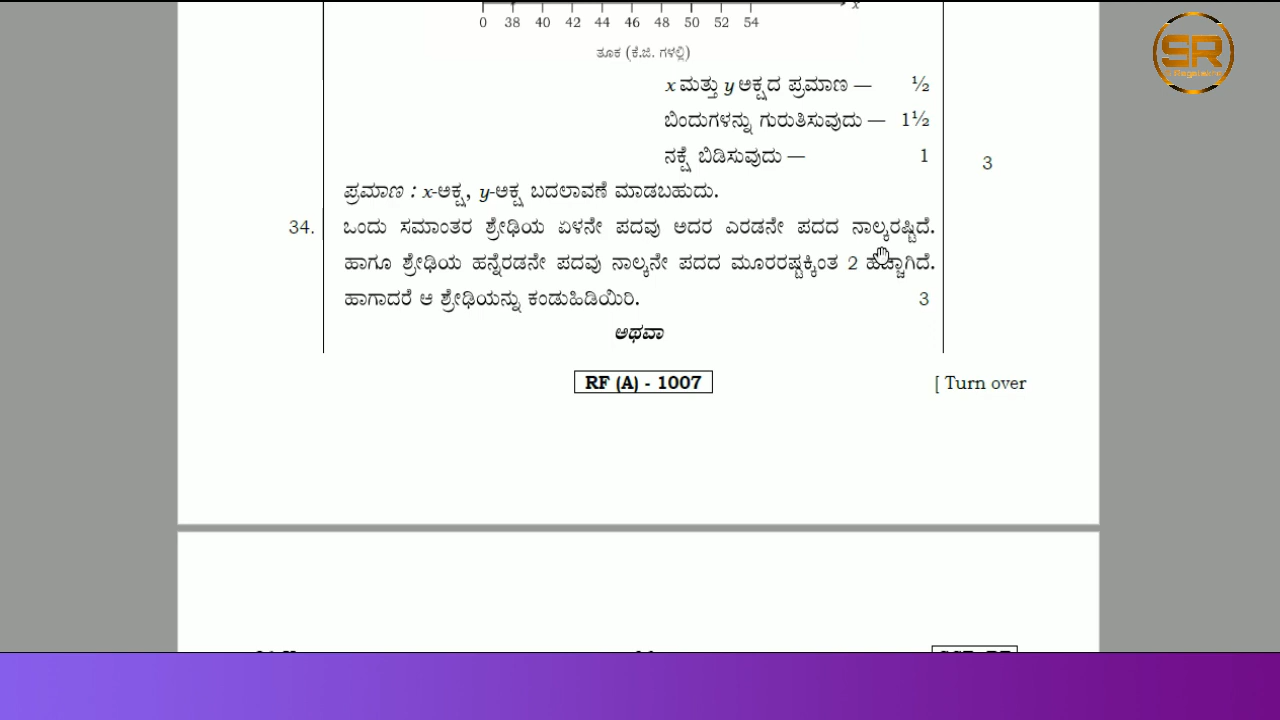 x
0 38 40 42 44 46 48 50 52 54
ತೂಕ (ಕೆ.ಜಿ. ಗಳಲ್ಲಿ)
x ಮತ್ತು y ಅಕ್ಷದ ಪ್ರಮಾಣ — ½
ಬಿಂದುಗಳನ್ನು ಗುರುತಿಸುವುದು — 1½
ನಕ್ಷೆ ಬಿಡಿಸುವುದು — 1
3
ಪ್ರಮಾಣ : x-ಅಕ್ಷ, y-ಅಕ್ಷ ಬದಲಾವಣೆ ಮಾಡಬಹುದು.
34. ಒಂದು ಸಮಾಂತರ ಶ್ರೇಢಿಯ ಏಳನೇ ಪದವು ಅದರ ಎರಡನೇ ಪದದ ನಾಲ್ಕರಷ್ಟಿದೆ.
ಹಾಗೂ ಶ್ರೇಢಿಯ ಹನ್ನೆರಡನೇ ಪದವು ನಾಲ್ಕನೇ ಪದದ ಮೂರರಷ್ಟಕ್ಕಿಂತ 2 ಹೆಚ್ಚಾಗಿದೆ.
ಹಾಗಾದರೆ ಆ ಶ್ರೇಢಿಯನ್ನು ಕಂಡುಹಿಡಿಯಿರಿ. 3
ಅಥವಾ
RF (A) - 1007
[ Turn over
SR